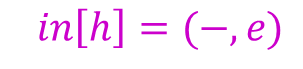 in[h] = (−, e)